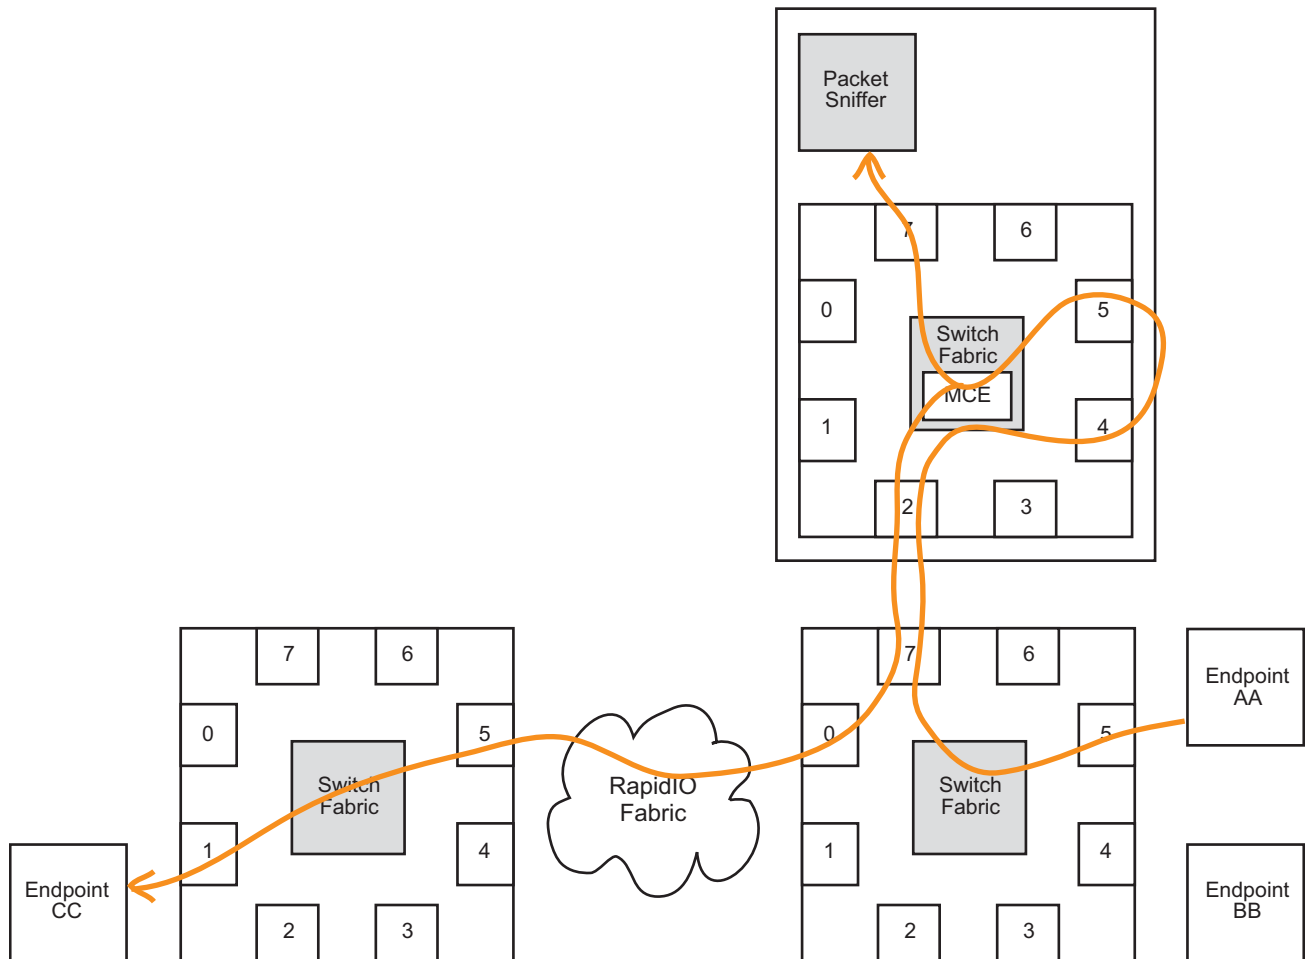 Packet
Sniffer
7
6
0
5
Switch
Fabric
MCE
1
4
2
3
7
6
0
5
Switch
Fabric
1
4
2
3
Endpoint
CC
RapidIO
Fabric
7
6
0
5
Switch
Fabric
1
4
2
3
Endpoint
AA
Endpoint
BB